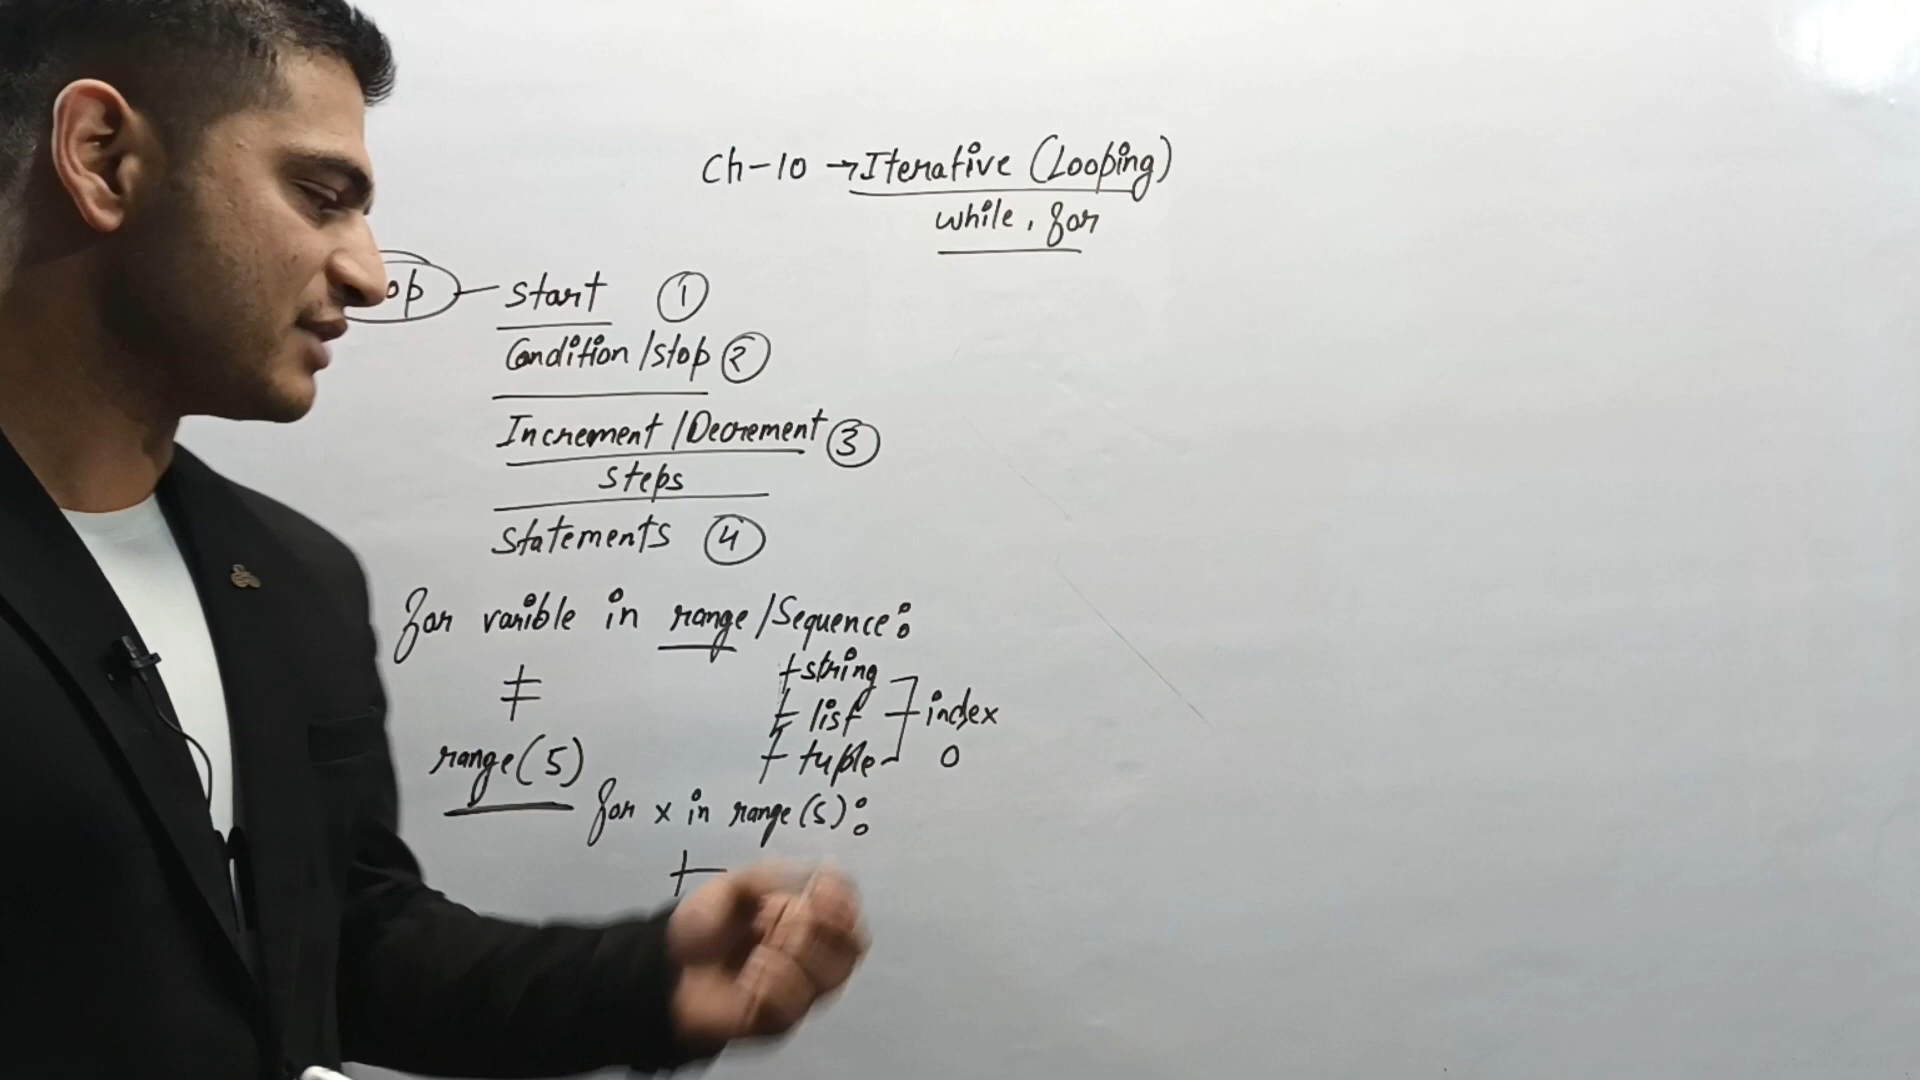 Ch-10 → Iterative (Looping)
while, for
op — Start ①
Condition/stop ②
Increment/Decrement ③
Steps
Statements ④
for varible in range/Sequence:
string
list
tuple
index
0
range(5)
for x in range(5):